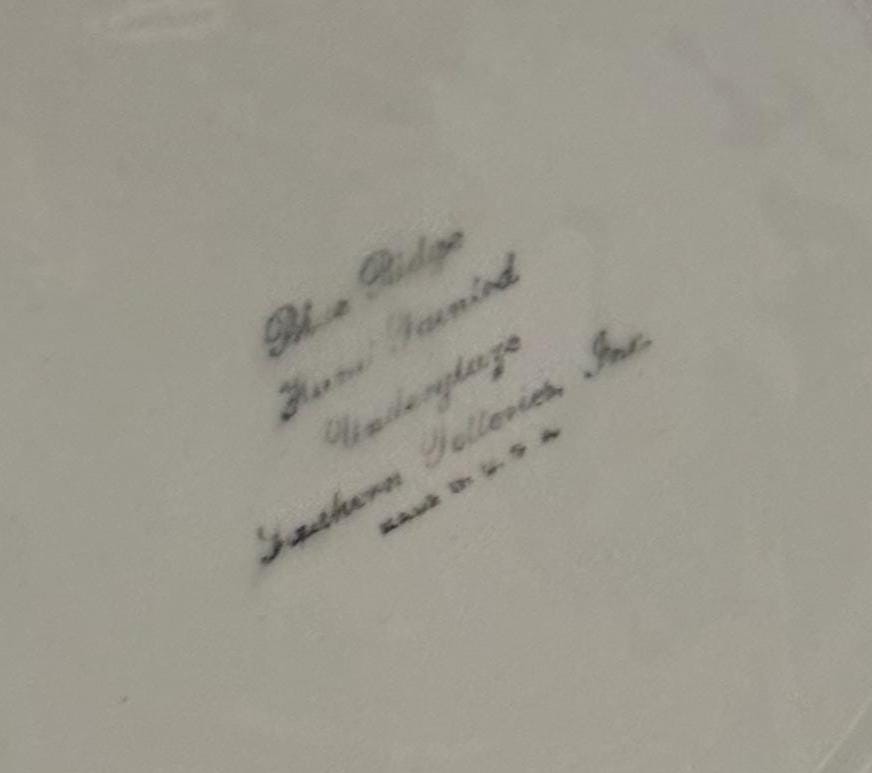 Blue Ridge
Hand Painted
Underglaze
Southern Potteries, Inc.
MADE IN U.S.A.